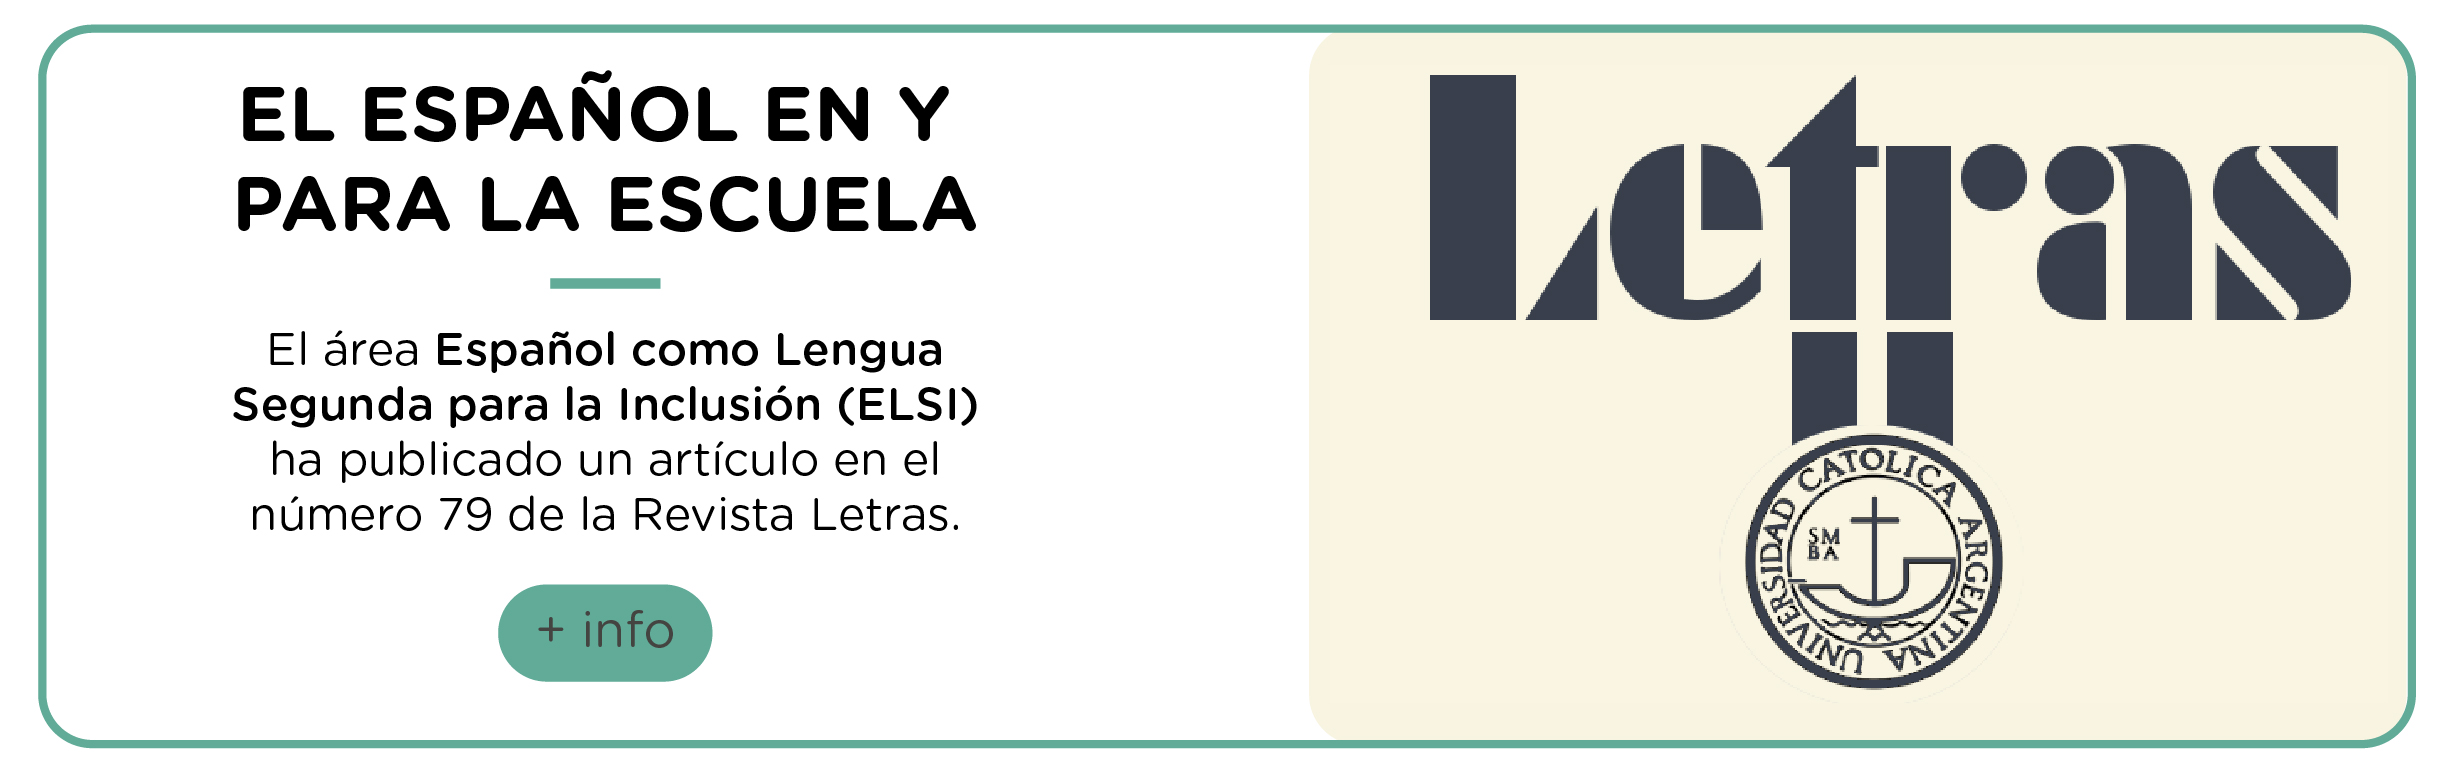 EL ESPAÑOL EN Y
PARA LA ESCUELA
El área Español como Lengua
Segunda para la Inclusión (ELSI)
ha publicado un artículo en el
número 79 de la Revista Letras.
+ info
Letras
UNIVERSIDAD CATOLICA ARGENTINA
SM
BA